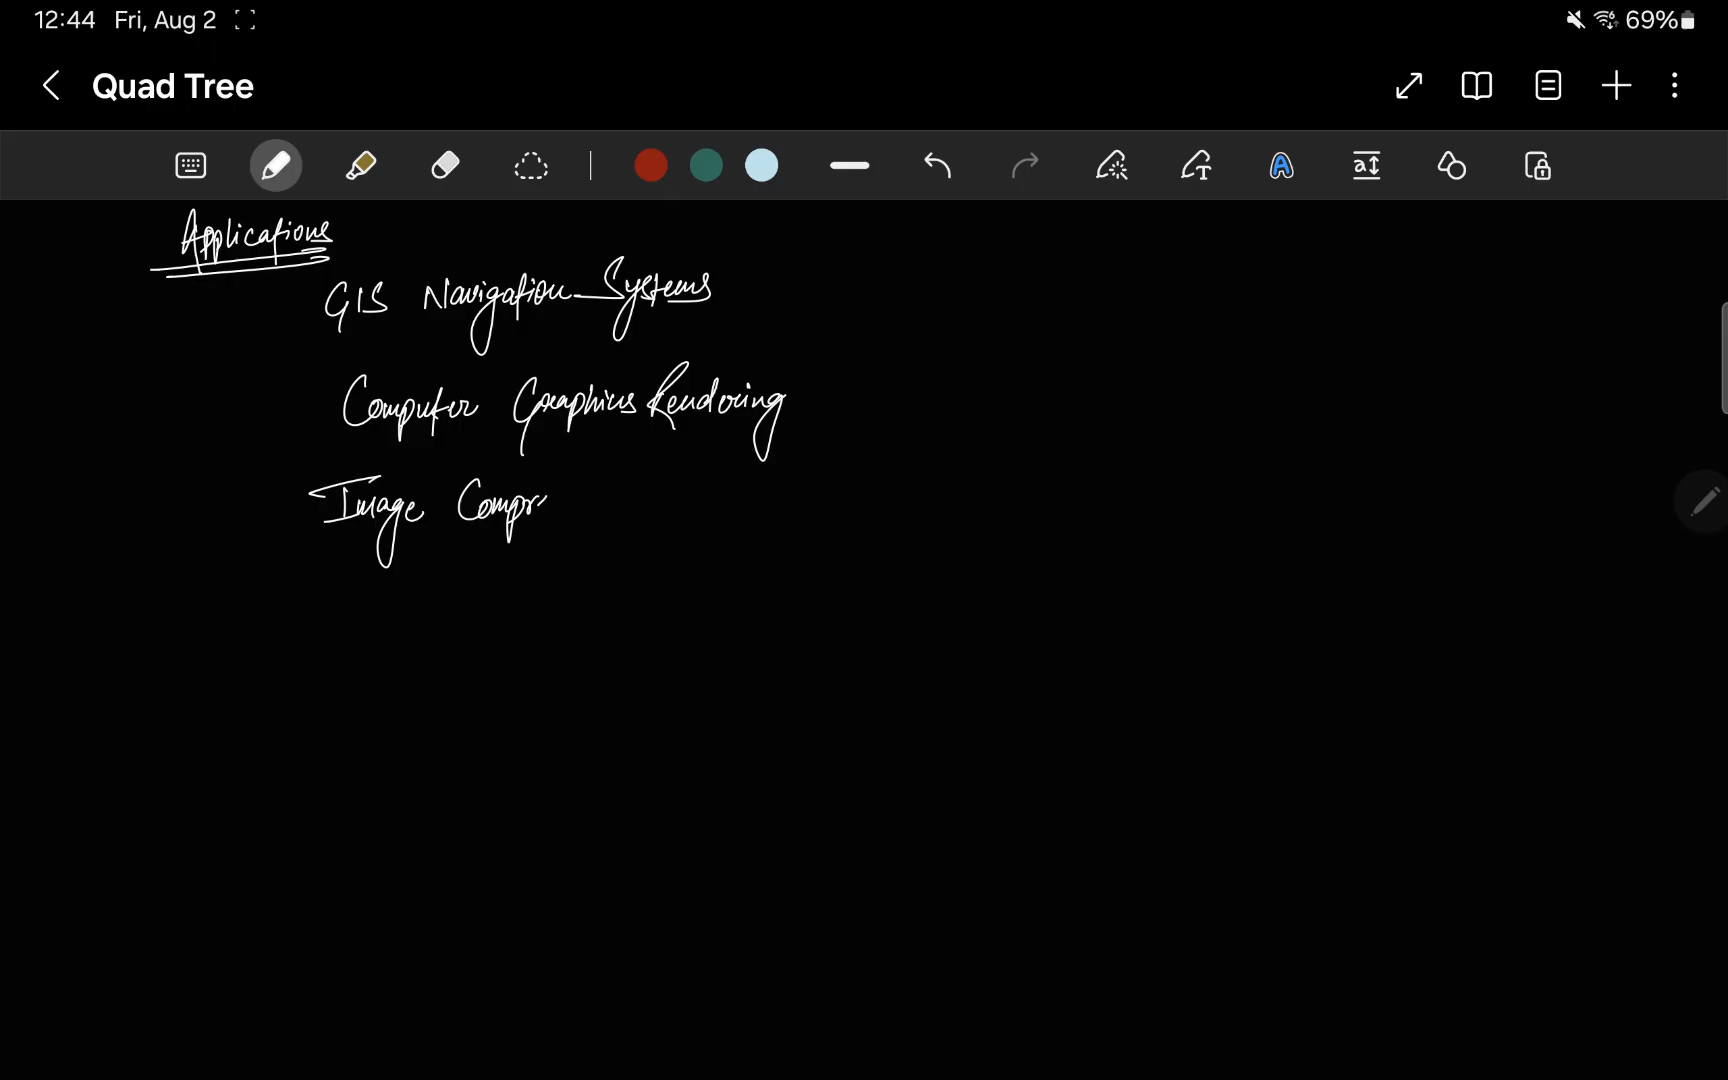 12:44 Fri, Aug 2 69%
Quad Tree
Applications
GIS Navigation Systems
Computer Graphics Rendering
Image Compr